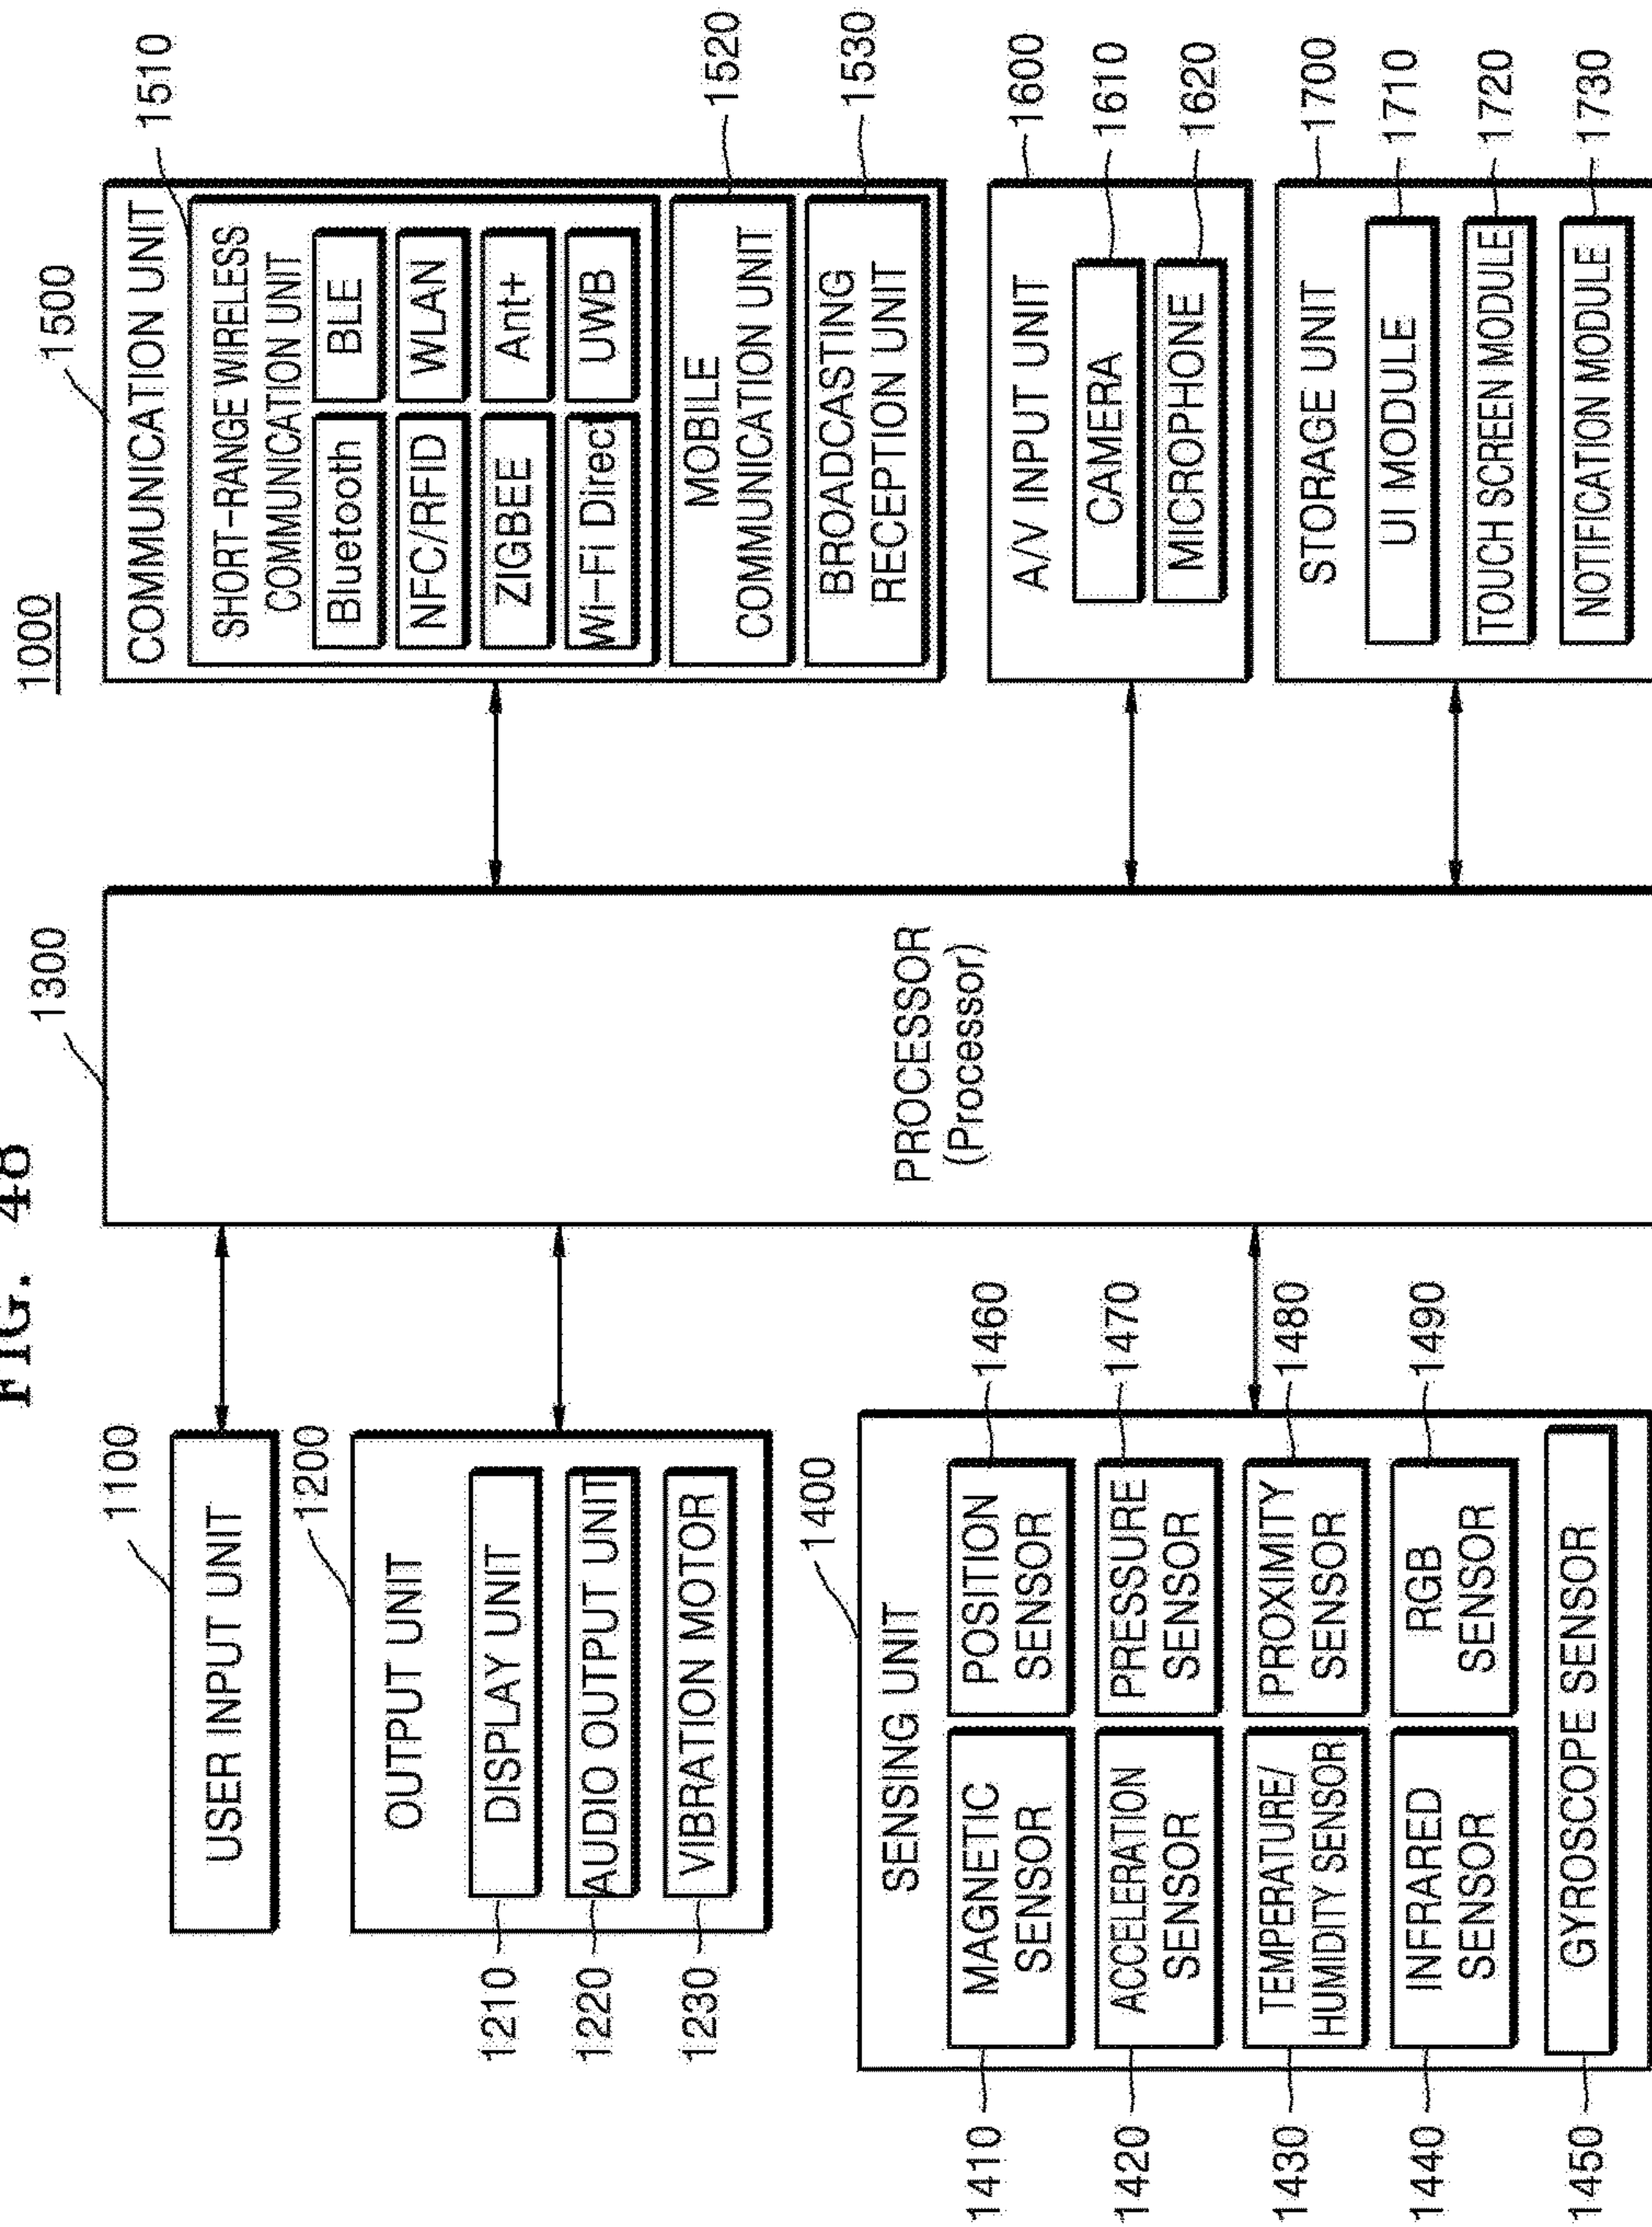 FIG. 48
1000
1100
USER INPUT UNIT
1200
OUTPUT UNIT
1210
DISPLAY UNIT
1220
AUDIO OUTPUT UNIT
1230
VIBRATION MOTOR
1400
SENSING UNIT
1410
MAGNETIC
SENSOR
POSITION
SENSOR
1460
1420
ACCELERATION
SENSOR
PRESSURE
SENSOR
1470
1430
TEMPERATURE/
HUMIDITY SENSOR
PROXIMITY
SENSOR
1480
1440
INFRARED
SENSOR
RGB
SENSOR
1490
1450
GYROSCOPE SENSOR
1300
PROCESSOR
(Processor)
1500
COMMUNICATION UNIT
1510
SHORT-RANGE WIRELESS
COMMUNICATION UNIT
Bluetooth
BLE
NFC/RFID
WLAN
ZIGBEE
Ant+
Wi-Fi Direct
UWB
MOBILE
COMMUNICATION UNIT
1520
BROADCASTING
RECEPTION UNIT
1530
1600
A/V INPUT UNIT
CAMERA
1610
MICROPHONE
1620
1700
STORAGE UNIT
UI MODULE
1710
TOUCH SCREEN MODULE
1720
NOTIFICATION MODULE
1730